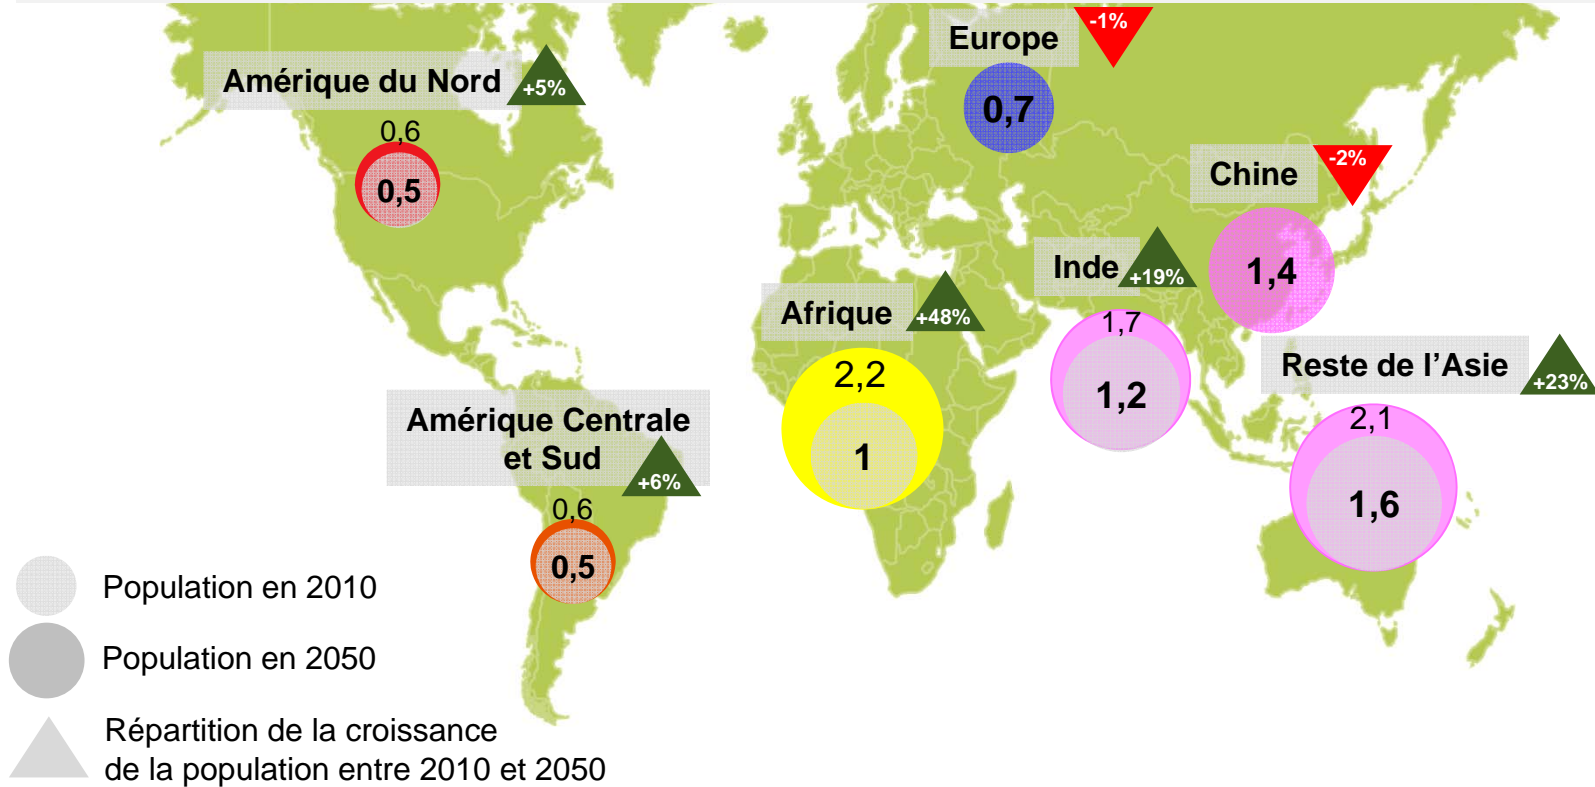 Europe
-1%
0,7
Amérique du Nord
+5%
0,6
0,5
Chine
-2%
1,4
Inde
+19%
1,7
1,2
Afrique
+48%
2,2
1
Reste de l’Asie
+23%
2,1
1,6
Amérique Centrale
et Sud
+6%
0,6
0,5
Population en 2010
Population en 2050
Répartition de la croissance
de la population entre 2010 et 2050